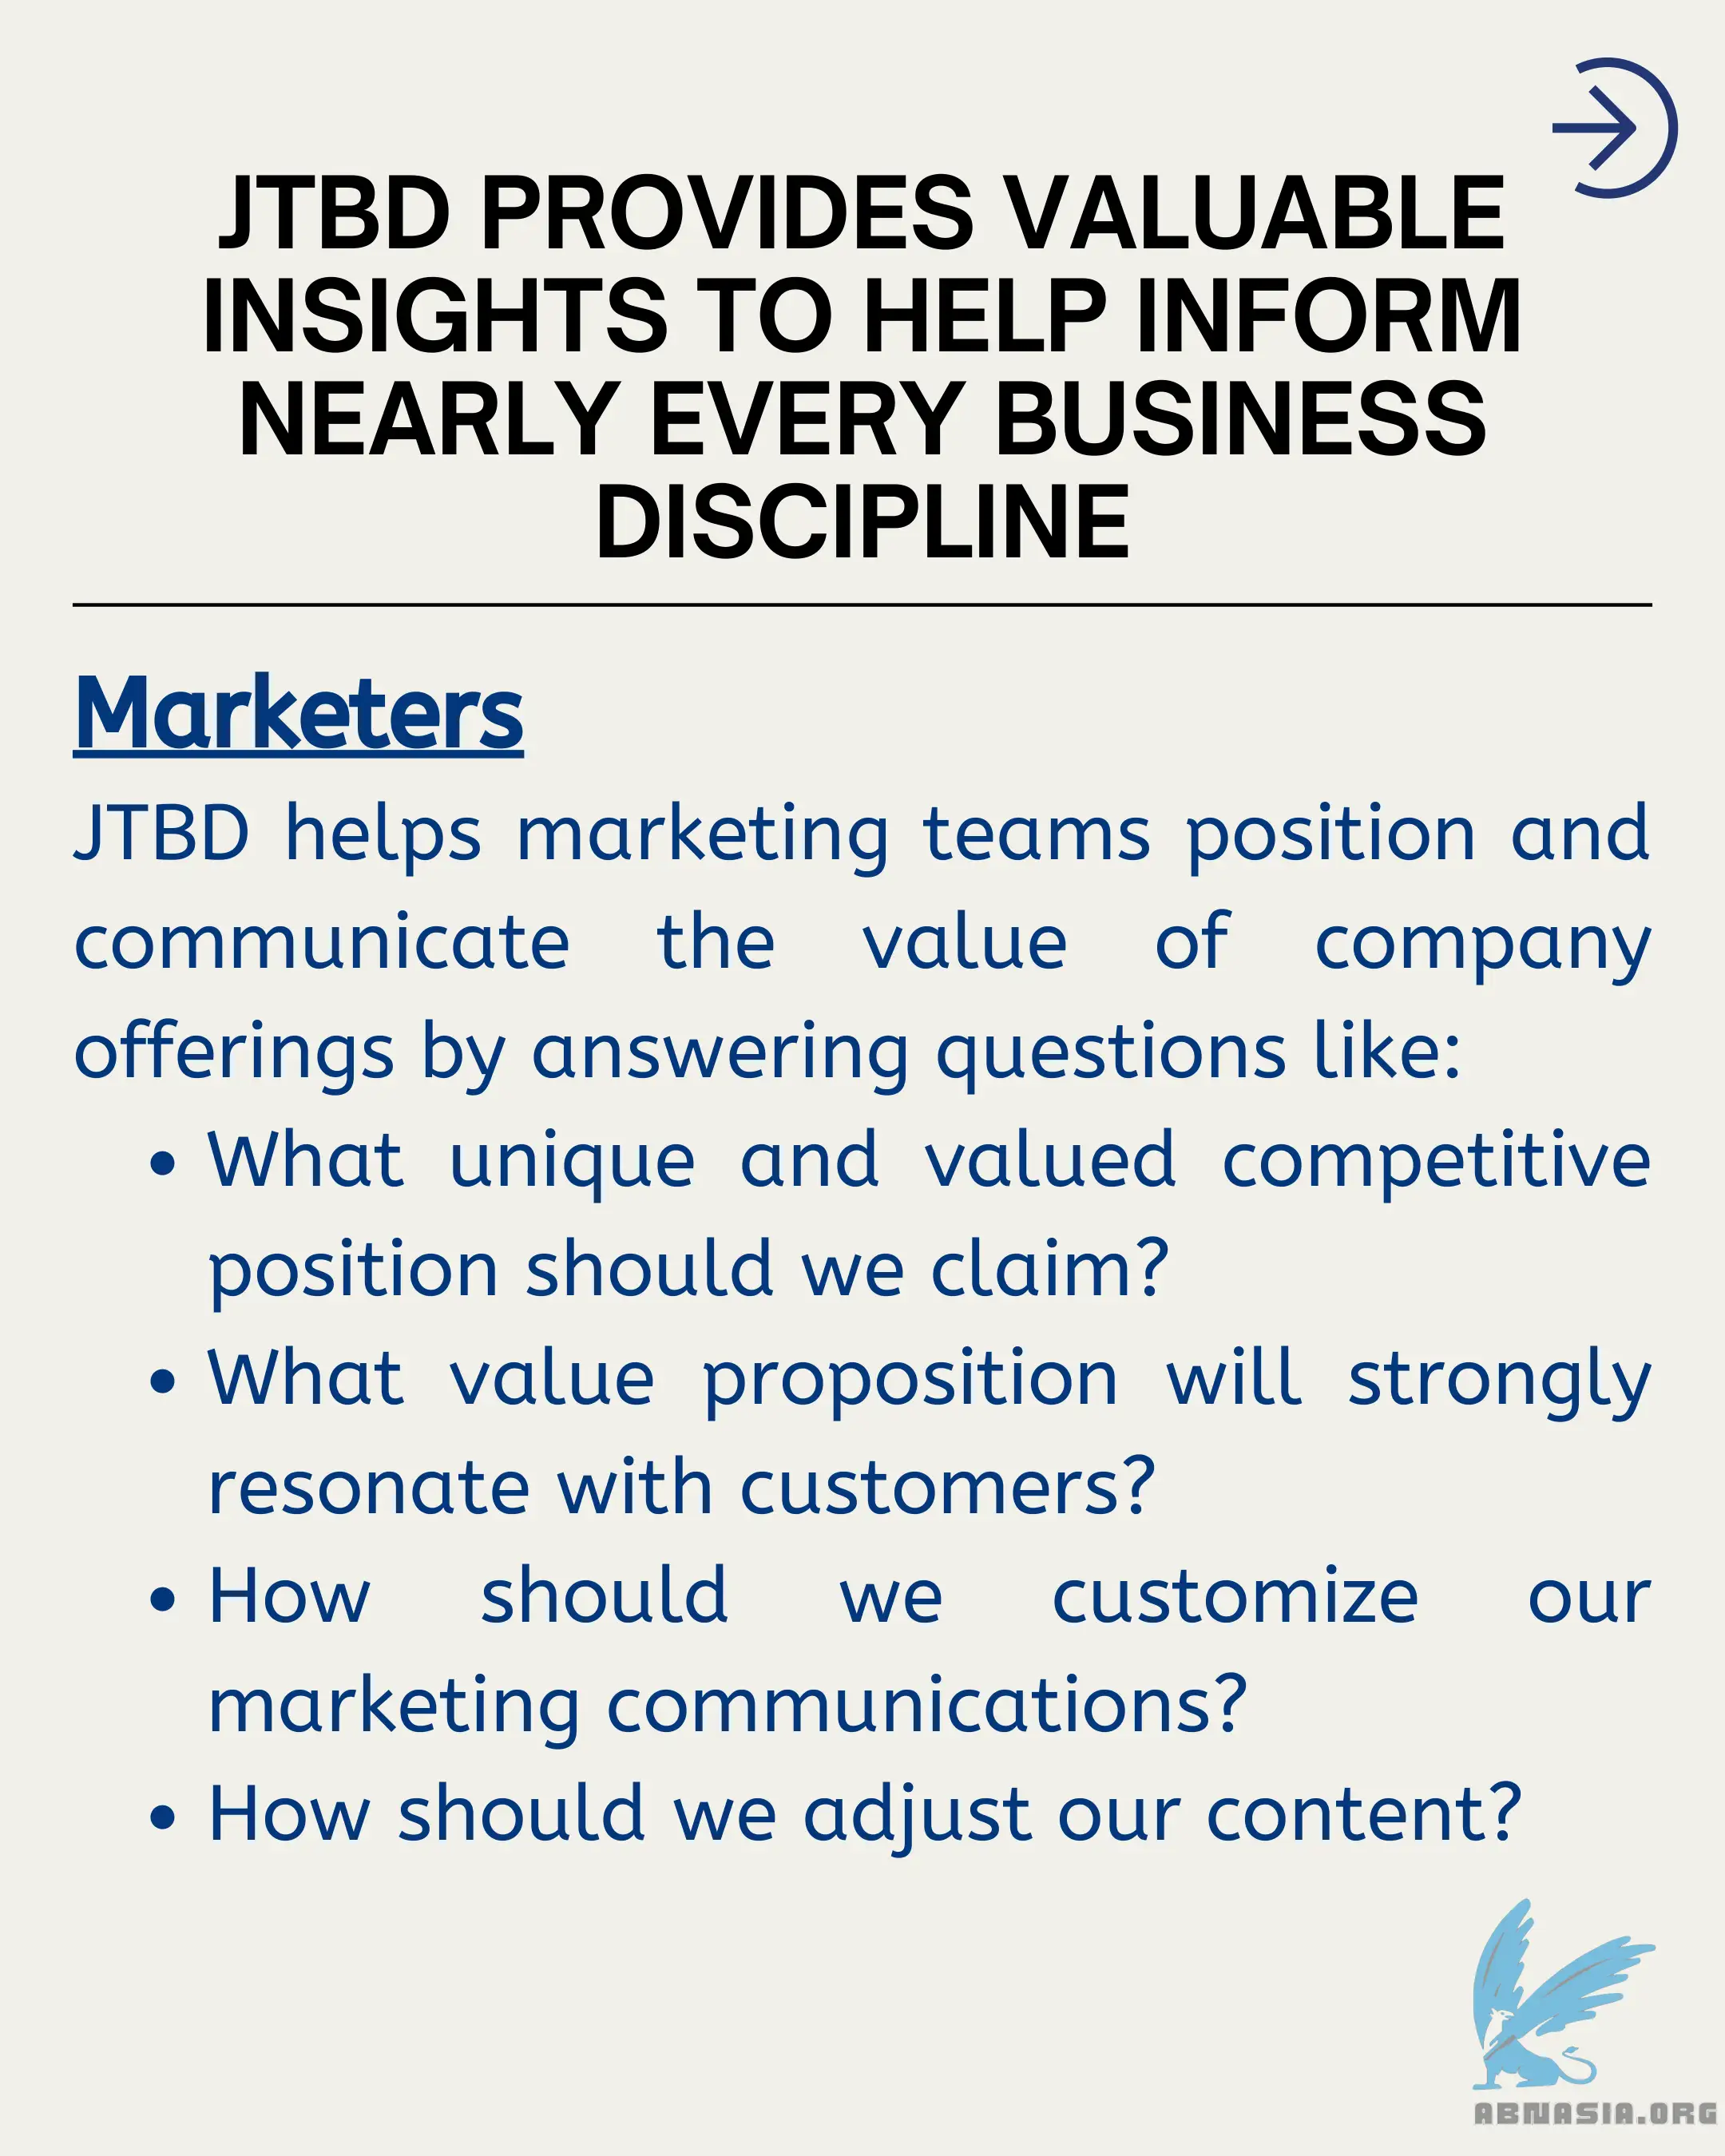 JTBD PROVIDES VALUABLE
INSIGHTS TO HELP INFORM
NEARLY EVERY BUSINESS
DISCIPLINE
Marketers
JTBD helps marketing teams position and
communicate the value of company
offerings by answering questions like:
• What unique and valued competitive
position should we claim?
• What value proposition will strongly
resonate with customers?
• How should we customize our
marketing communications?
• How should we adjust our content?
ABNASIA.ORG